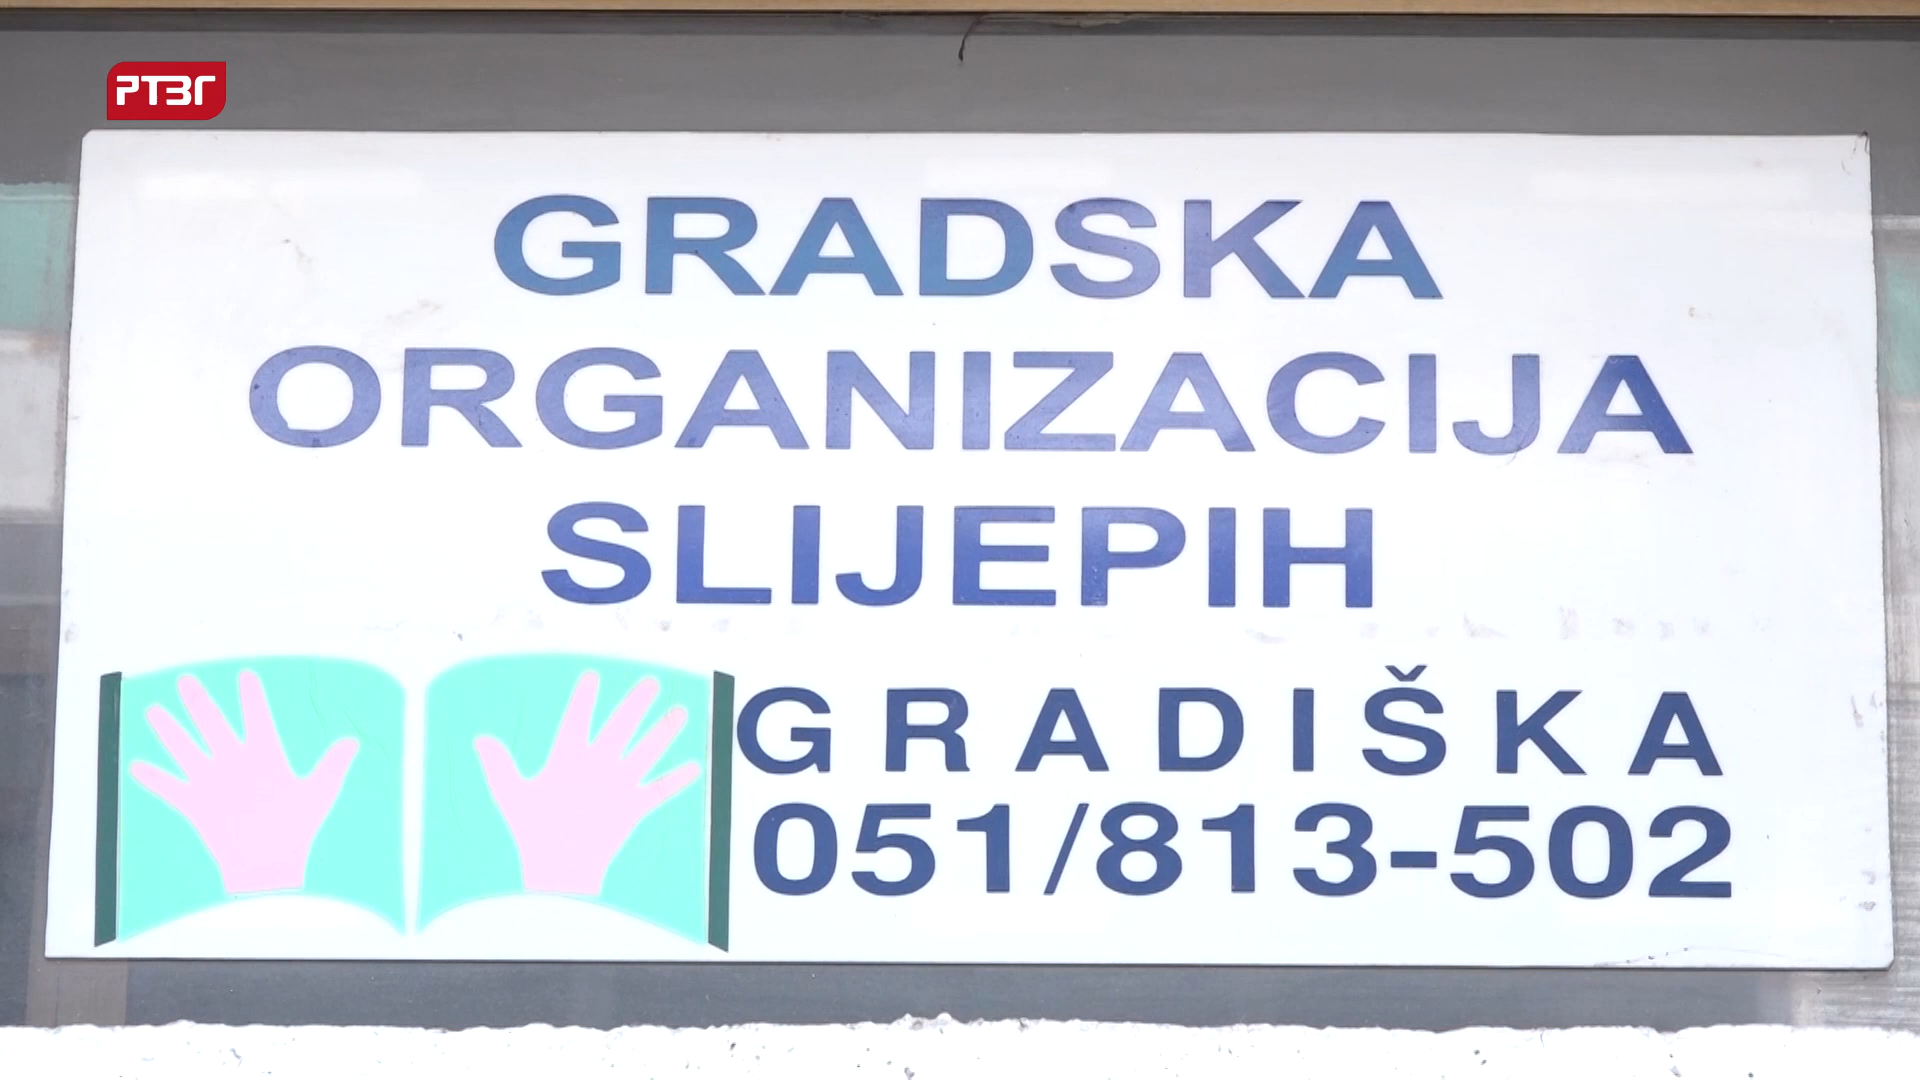 РТВГ
GRADSKA
ORGANIZACIJA
SLIJEPIH
GRADIŠKA
051/813-502